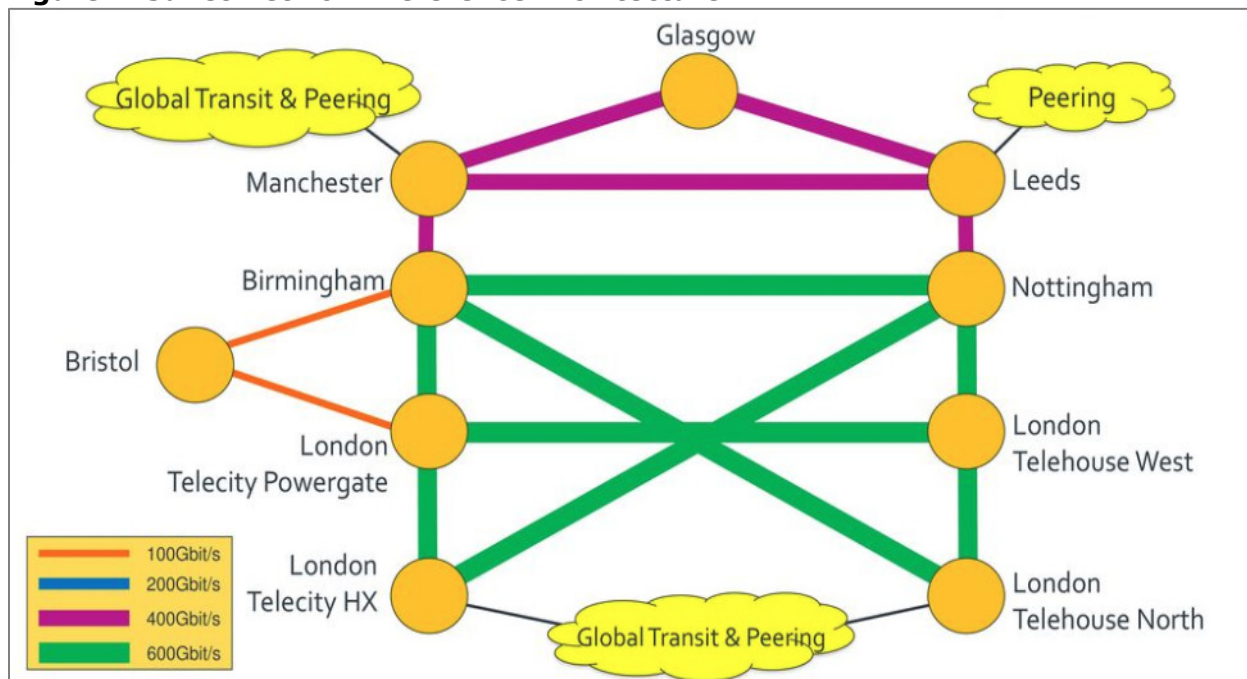 Glasgow
Global Transit & Peering
Peering
Manchester
Leeds
Birmingham
Nottingham
Bristol
London
Telecity Powergate
London
Telehouse West
100Gbit/s
200Gbit/s
400Gbit/s
600Gbit/s
London
Telecity HX
Global Transit & Peering
London
Telehouse North